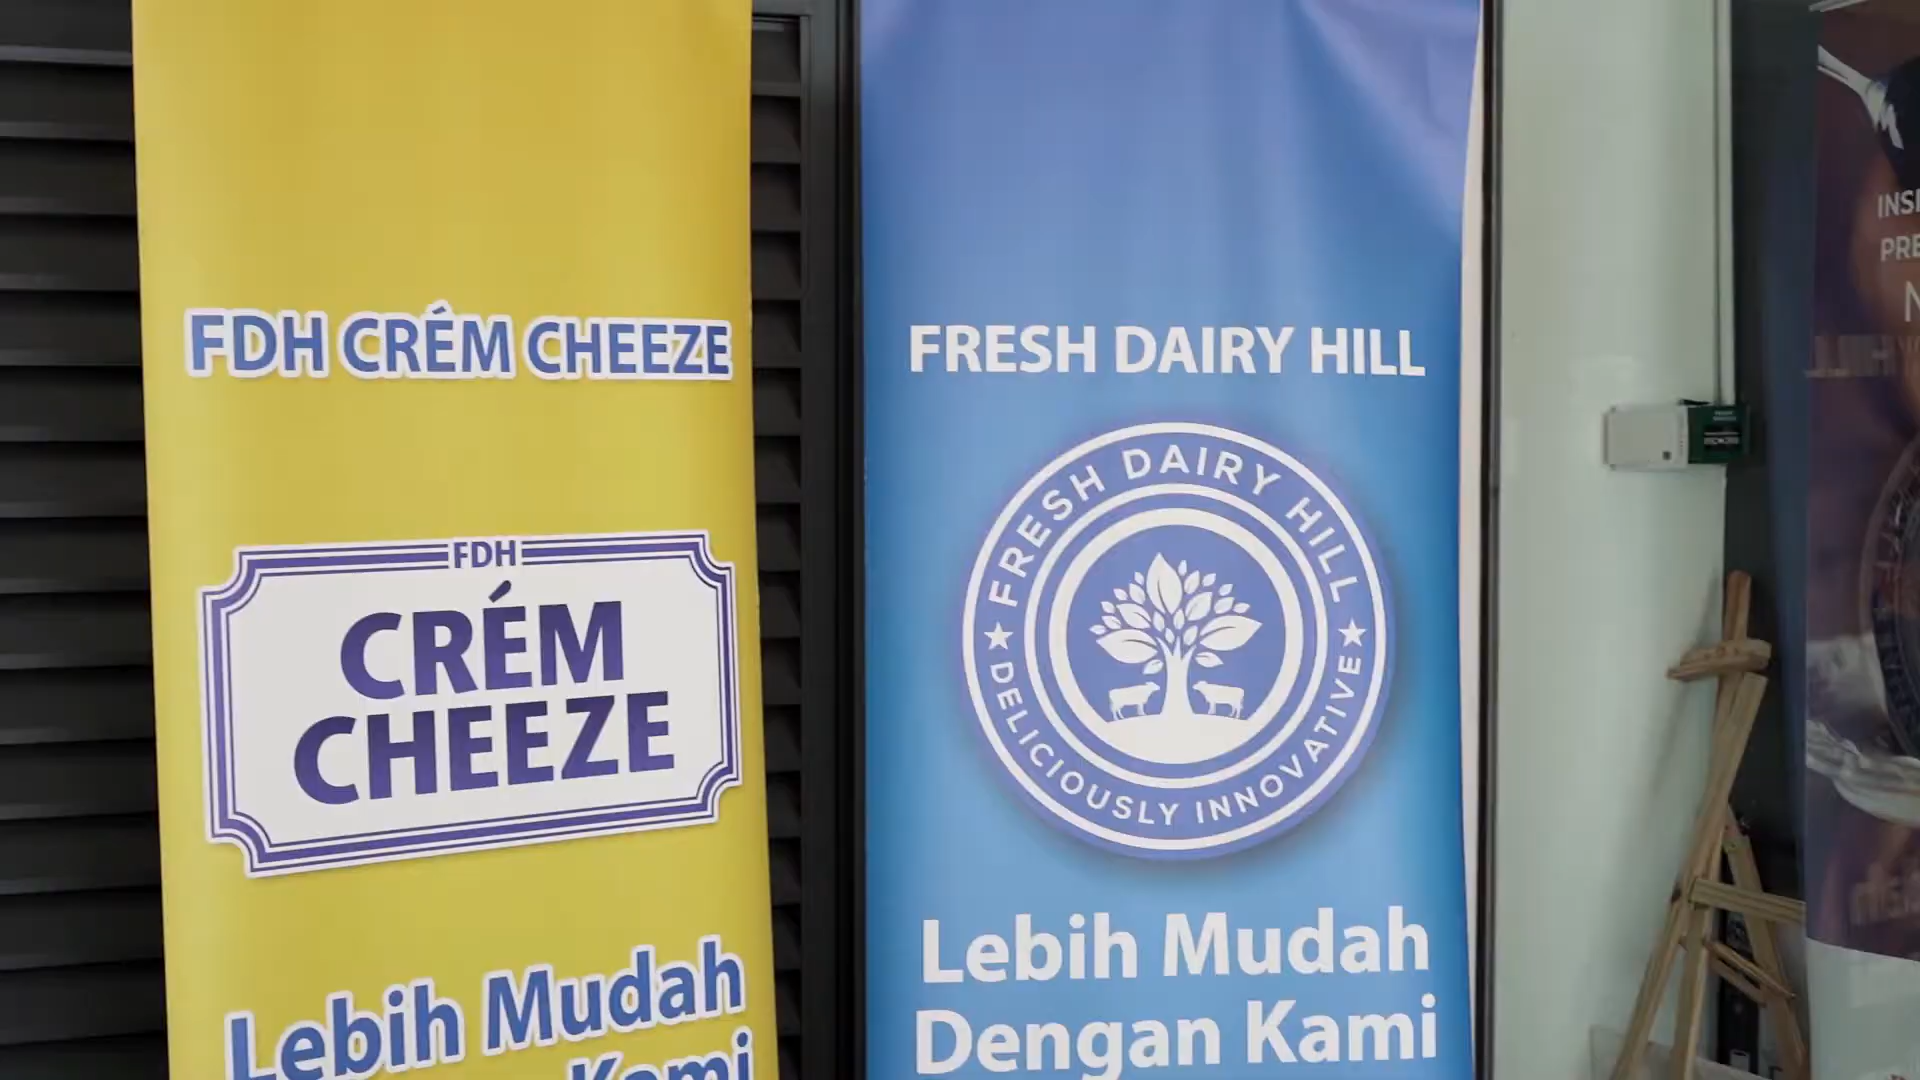 FDH CRÉM CHEEZE
FDH
CRÉM
CHEEZE
Lebih Mudah
Kami
FRESH DAIRY HILL
FRESH DAIRY HILL
DELICIOUSLY INNOVATIVE
Lebih Mudah
Dengan Kami